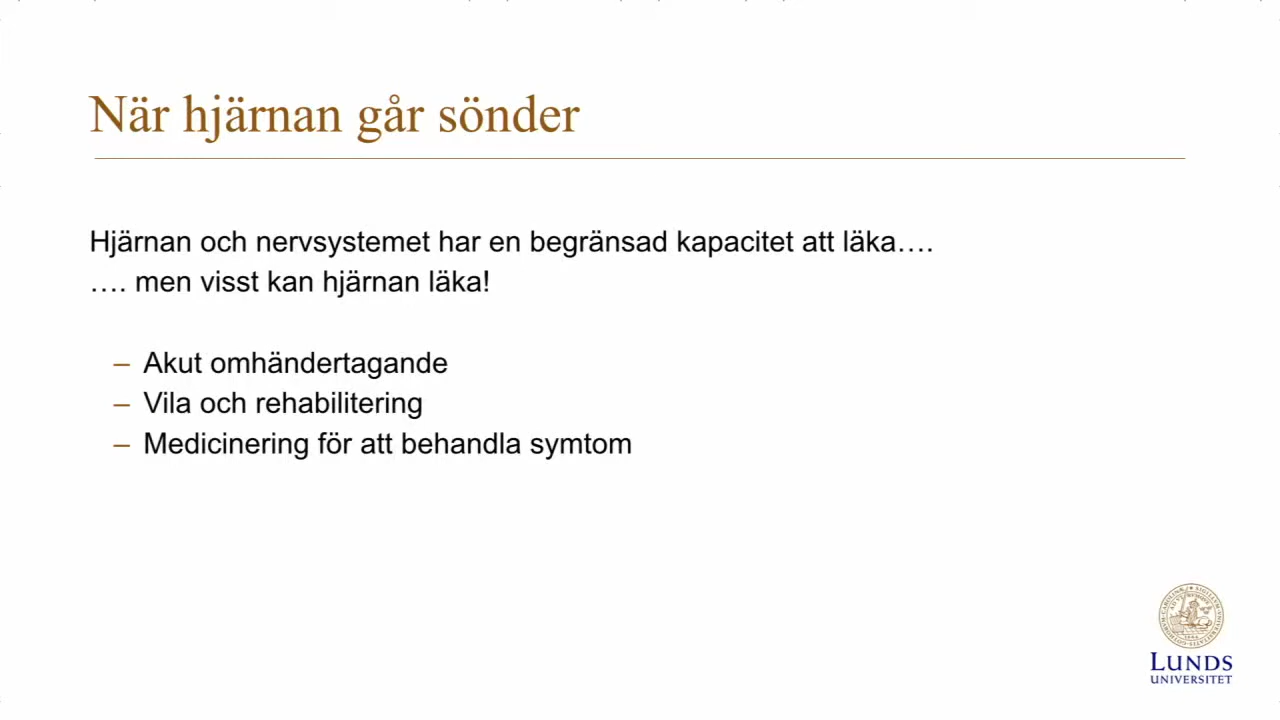 När hjärnan går sönder
Hjärnan och nervsystemet har en begränsad kapacitet att läka….
…. men visst kan hjärnan läka!
– Akut omhändertagande
– Vila och rehabilitering
– Medicinering för att behandla symtom
LUNDS
UNIVERSITET